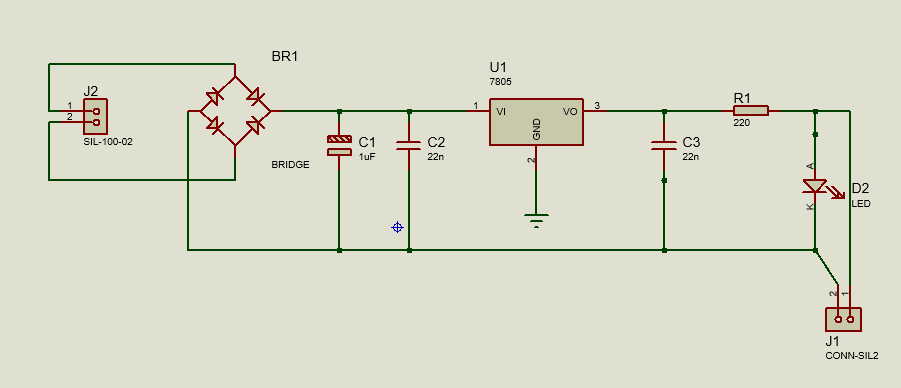 BR1
BRIDGE
J2
1
2
SIL-100-02
C1
1uF
C2
22n
U1
7805
1
VI
VO
3
GND
2
C3
22n
R1
220
A
K
D2
LED
2
1
J1
CONN-SIL2